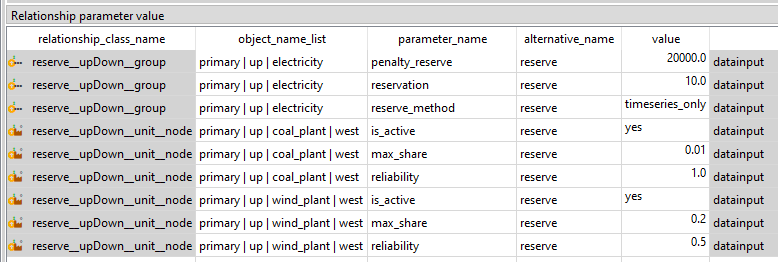 Relationship parameter value
relationship_class_name object_name_list parameter_name alternative_name value
reserve__upDown__group primary | up | electricity penalty_reserve reserve 20000.0 datainput
reserve__upDown__group primary | up | electricity reservation reserve 10.0 datainput
reserve__upDown__group primary | up | electricity reserve_method reserve timeseries_only datainput
reserve__upDown__unit__node primary | up | coal_plant | west is_active reserve yes datainput
reserve__upDown__unit__node primary | up | coal_plant | west max_share reserve 0.01 datainput
reserve__upDown__unit__node primary | up | coal_plant | west reliability reserve 1.0 datainput
reserve__upDown__unit__node primary | up | wind_plant | west is_active reserve yes datainput
reserve__upDown__unit__node primary | up | wind_plant | west max_share reserve 0.2 datainput
reserve__upDown__unit__node primary | up | wind_plant | west reliability reserve 0.5 datainput